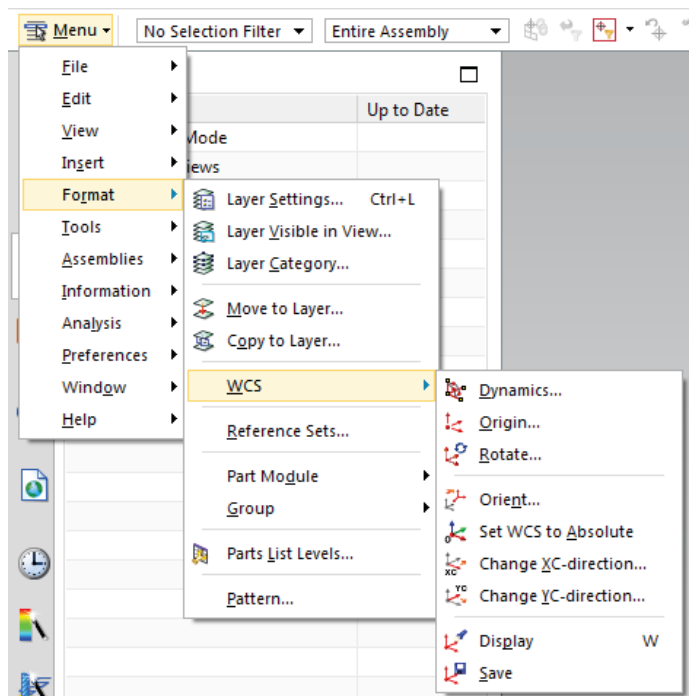 Menu
No Selection Filter
Entire Assembly
Up to Date
Mode
iews
File
Edit
View
Insert
Format
Tools
Assemblies
Information
Analysis
Preferences
Window
Help
Layer Settings... Ctrl+L
Layer Visible in View...
Layer Category...
Move to Layer...
Copy to Layer...
WCS
Reference Sets...
Part Module
Group
Parts List Levels...
Pattern...
Dynamics...
Origin...
Rotate...
Orient...
Set WCS to Absolute
XC Change XC-direction...
YC Change YC-direction...
Display W
Save